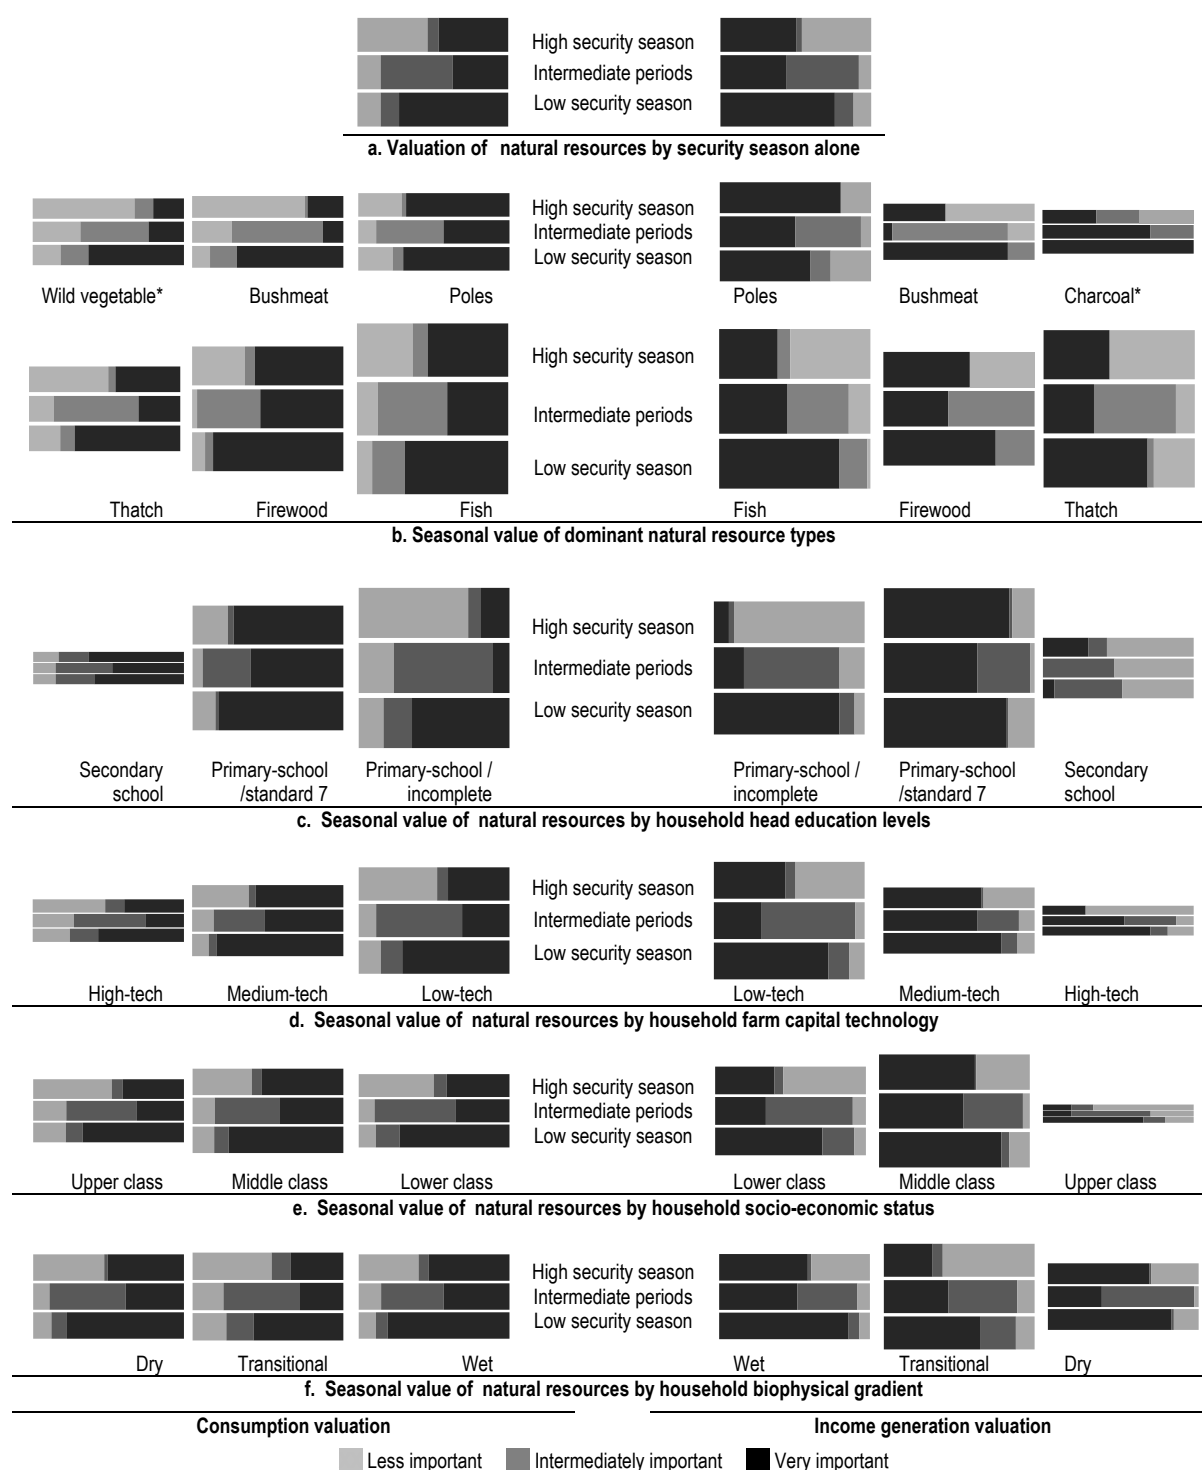 High security season
Intermediate periods
Low security season
a. Valuation of natural resources by security season alone
High security season
Intermediate periods
Low security season
Wild vegetable* Bushmeat Poles Poles Bushmeat Charcoal*
High security season
Intermediate periods
Low security season
Thatch Firewood Fish Fish Firewood Thatch
b. Seasonal value of dominant natural resource types
High security season
Intermediate periods
Low security season
Secondary Primary-school Primary-school / Primary-school / Primary-school Secondary
school /standard 7 incomplete incomplete /standard 7 school
c. Seasonal value of natural resources by household head education levels
High security season
Intermediate periods
Low security season
High-tech Medium-tech Low-tech Low-tech Medium-tech High-tech
d. Seasonal value of natural resources by household farm capital technology
High security season
Intermediate periods
Low security season
Upper class Middle class Lower class Lower class Middle class Upper class
e. Seasonal value of natural resources by household socio-economic status
High security season
Intermediate periods
Low security season
Dry Transitional Wet Wet Transitional Dry
f. Seasonal value of natural resources by household biophysical gradient
Consumption valuation Income generation valuation
Less important Intermediately important Very important